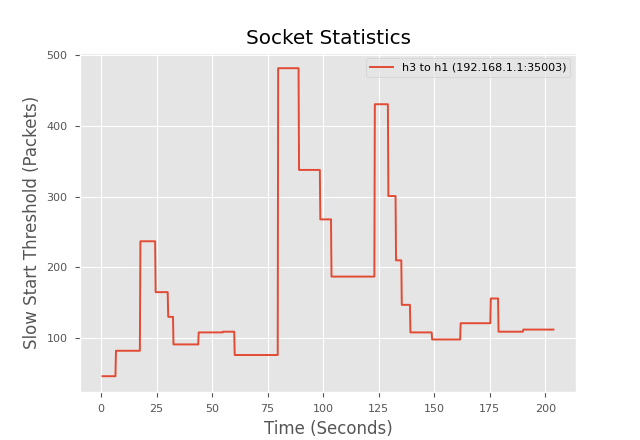 Socket Statistics
h3 to h1 (192.168.1.1:35003)
Slow Start Threshold (Packets)
500
400
300
200
100
0 25 50 75 100 125 150 175 200
Time (Seconds)